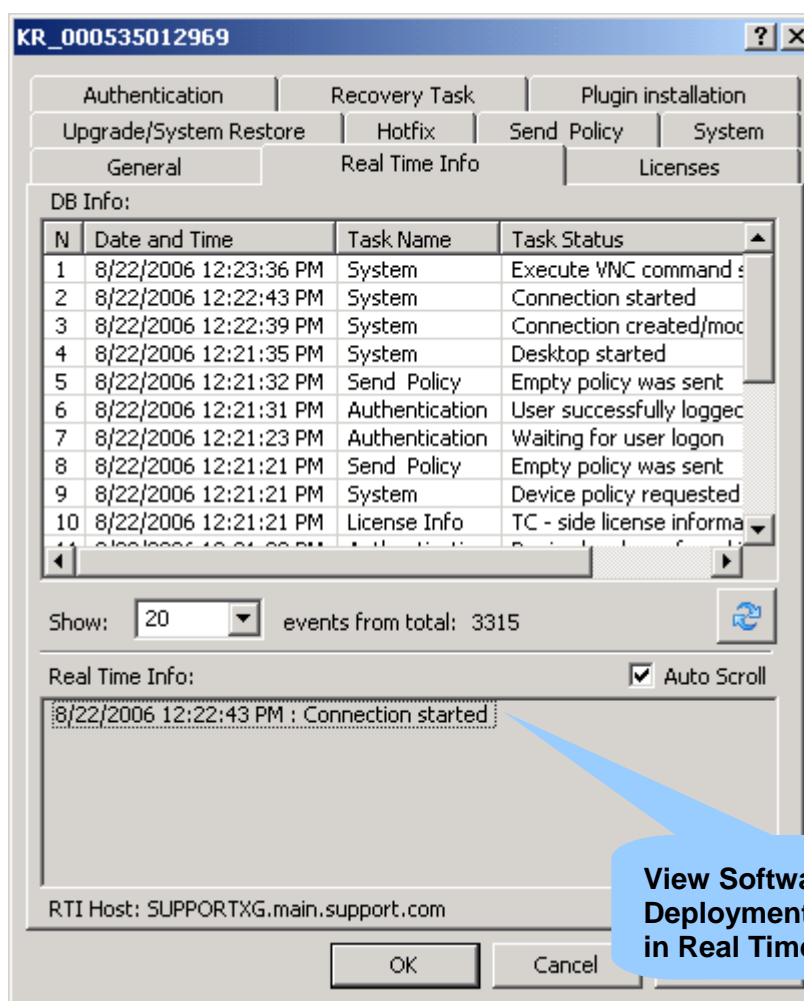 KR_000535012969
Authentication Recovery Task Plugin installation
Upgrade/System Restore Hotfix Send Policy System
General Real Time Info Licenses
DB Info:
N Date and Time Task Name Task Status
1 8/22/2006 12:23:36 PM System Execute VNC command
2 8/22/2006 12:22:43 PM System Connection started
3 8/22/2006 12:22:39 PM System Connection created/mod
4 8/22/2006 12:21:35 PM System Desktop started
5 8/22/2006 12:21:32 PM Send Policy Empty policy was sent
6 8/22/2006 12:21:31 PM Authentication User successfully logged
7 8/22/2006 12:21:23 PM Authentication Waiting for user logon
8 8/22/2006 12:21:21 PM Send Policy Empty policy was sent
9 8/22/2006 12:21:21 PM System Device policy requested
10 8/22/2006 12:21:21 PM License Info TC - side license informa
Show: 20 events from total: 3315
Real Time Info: Auto Scroll
8/22/2006 12:22:43 PM : Connection started
View Softwa
Deployment
in Real Time
RTI Host: SUPPORTXG.main.support.com
OK Cancel